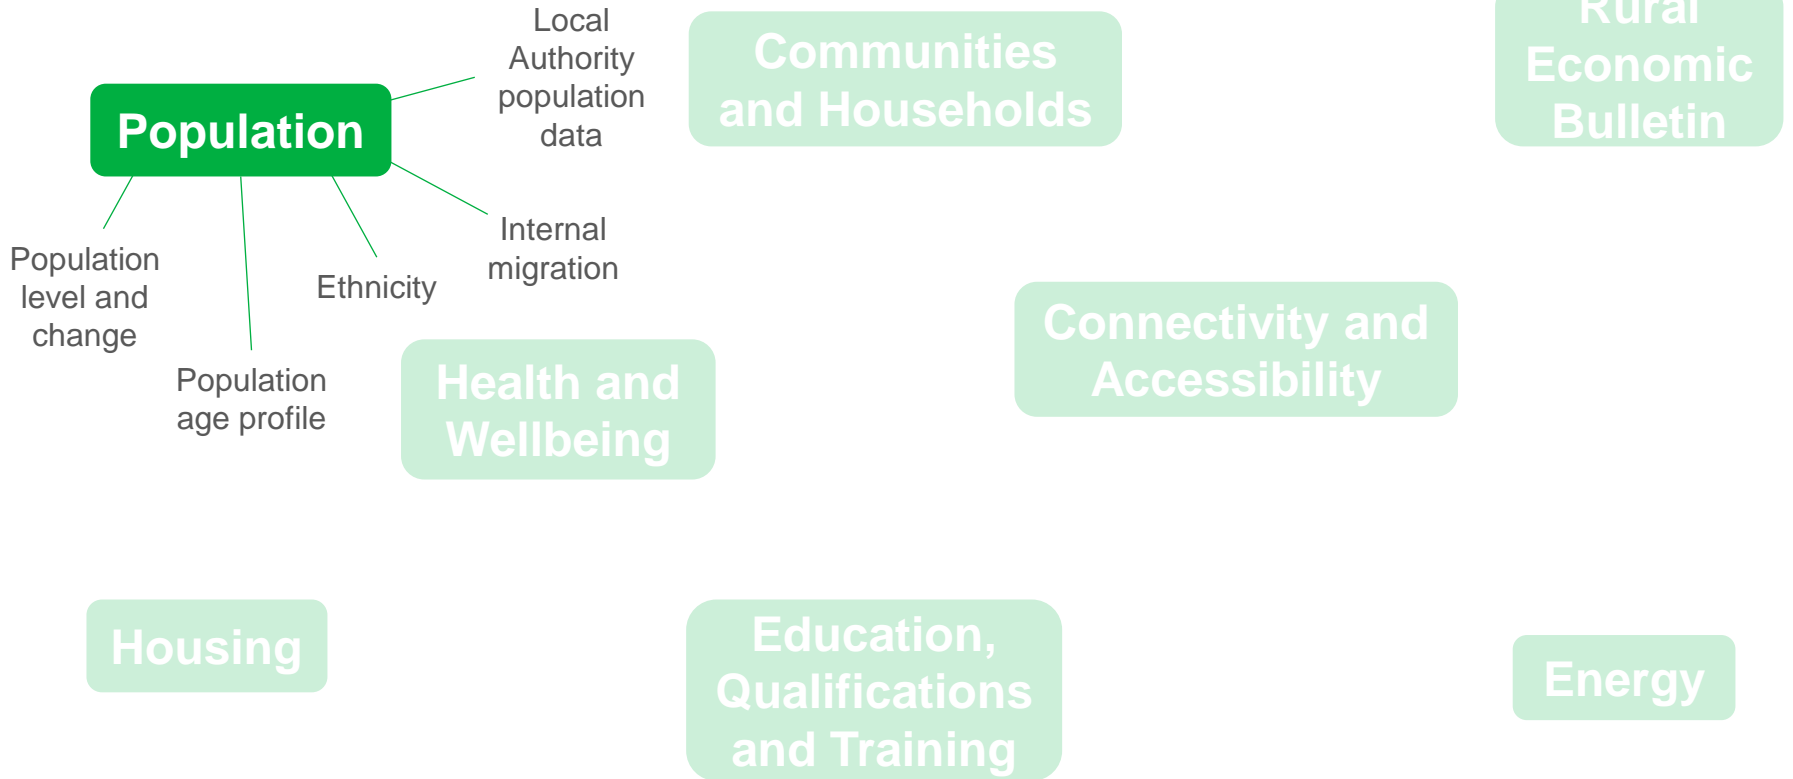 Population
Local
Authority
population
data
Internal
migration
Ethnicity
Population
age profile
Population
level and
change
Communities
and Households
Rural
Economic
Bulletin
Health and
Wellbeing
Connectivity and
Accessibility
Housing
Education,
Qualifications
and Training
Energy